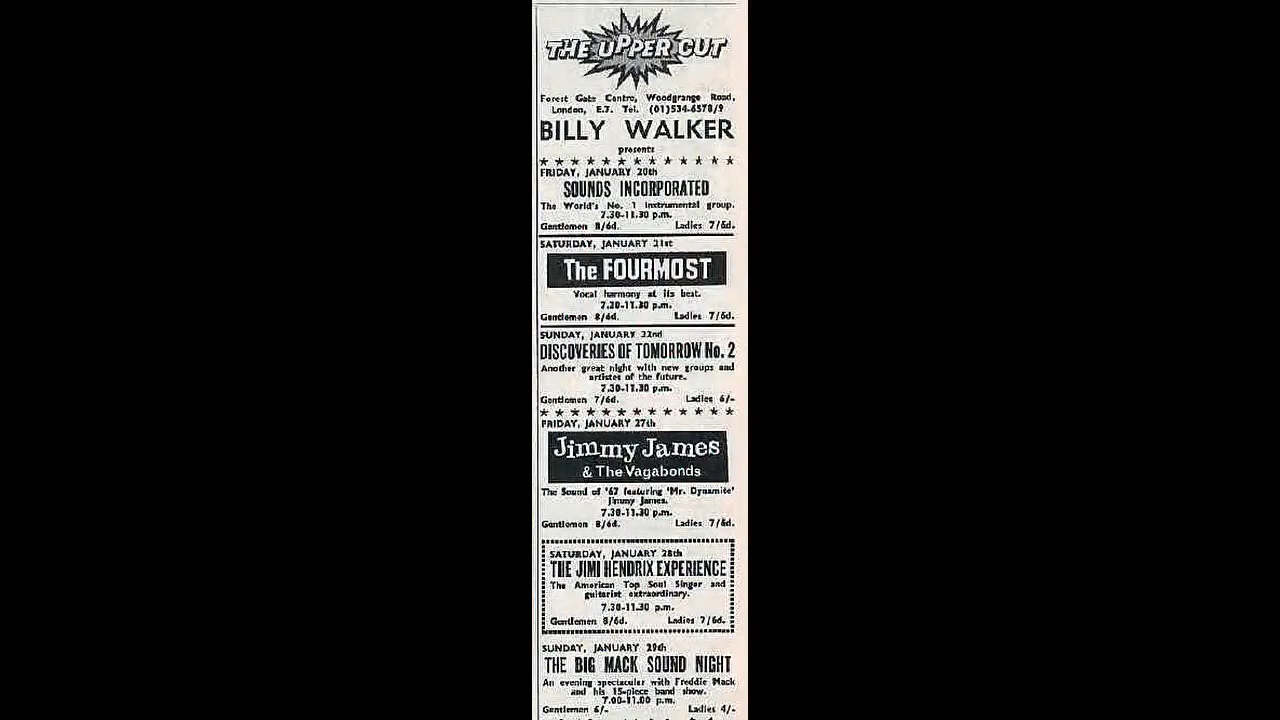 THE UPPER CUT
Forest Gate Centre, Woodgrange Road,
London, E.7. Tel. (01)534-6578/9
BILLY WALKER
presents
FRIDAY, JANUARY 20th
SOUNDS INCORPORATED
The World's No. 1 instrumental group.
7.30-11.30 p.m.
Gentlemen 8/6d. Ladies 7/6d.
SATURDAY, JANUARY 21st
The FOURMOST
Vocal harmony at its best.
7.30-11.30 p.m.
Gentlemen 8/6d. Ladies 7/6d.
SUNDAY, JANUARY 22nd
DISCOVERIES OF TOMORROW No. 2
Another great night with new groups and
artistes of the future.
7.30-11.30 p.m.
Gentlemen 7/6d. Ladies 6/-
FRIDAY, JANUARY 27th
Jimmy James
& The Vagabonds
The Sound of '67 featuring 'Mr. Dynamite'
Jimmy James.
7.30-11.30 p.m.
Gentlemen 8/6d. Ladies 7/6d.
SATURDAY, JANUARY 28th
THE JIMI HENDRIX EXPERIENCE
The American Top Soul Singer and
guitarist extraordinary.
7.30-11.30 p.m.
Gentlemen 8/6d. Ladies 7/6d.
SUNDAY, JANUARY 29th
THE BIG MACK SOUND NIGHT
An evening spectacular with Freddie Mack
and his 15-piece band show.
7.00-11.00 p.m.
Gentlemen 6/- Ladies 4/-